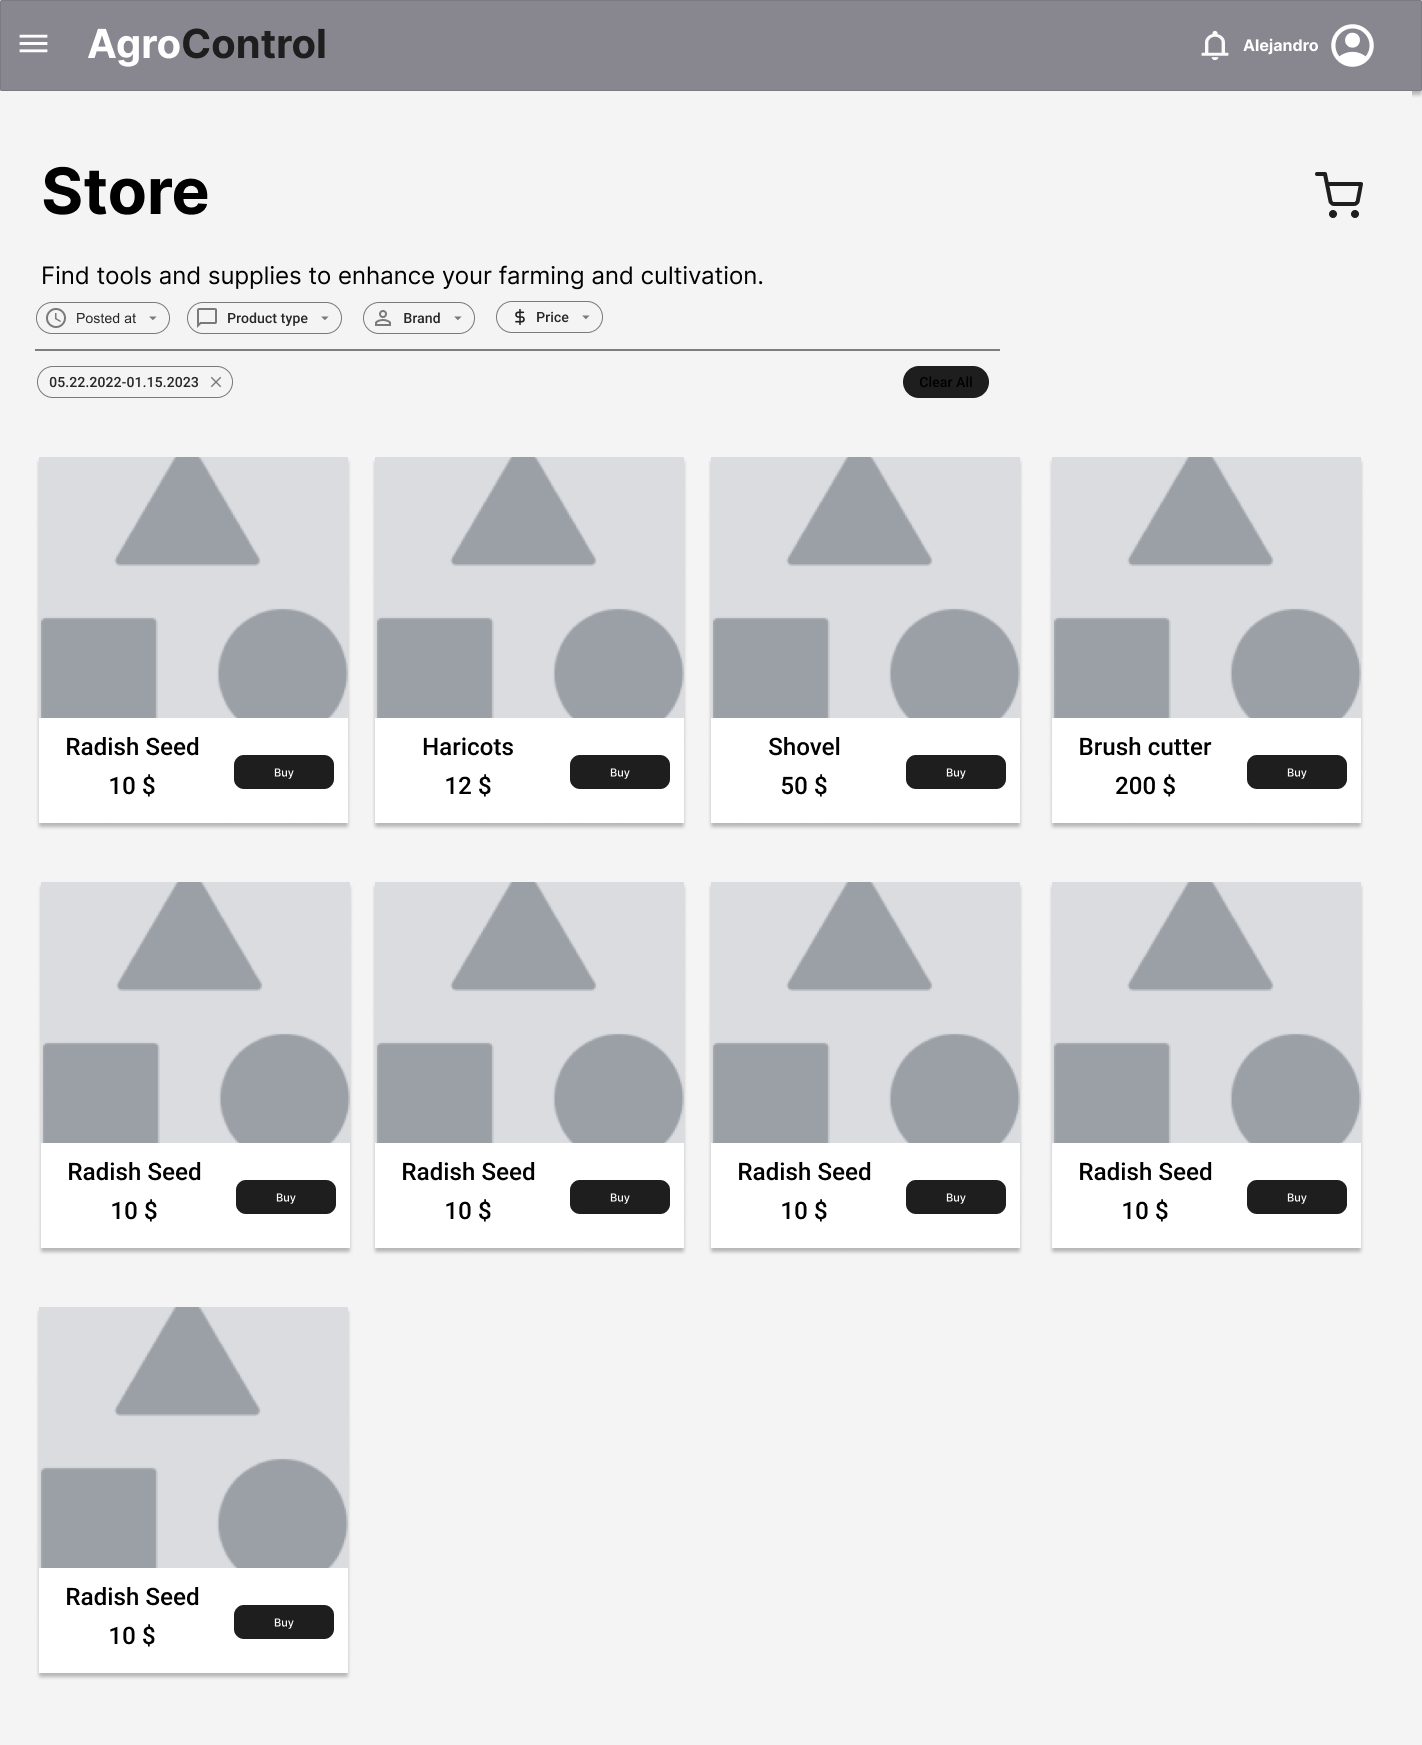 AgroControl
Alejandro
Store
Find tools and supplies to enhance your farming and cultivation.
Posted at
Product type
Brand
$ Price
05.22.2022-01.15.2023
Clear All
Radish Seed
10 $
Buy
Haricots
12 $
Buy
Shovel
50 $
Buy
Brush cutter
200 $
Buy
Radish Seed
10 $
Buy
Radish Seed
10 $
Buy
Radish Seed
10 $
Buy
Radish Seed
10 $
Buy
Radish Seed
10 $
Buy